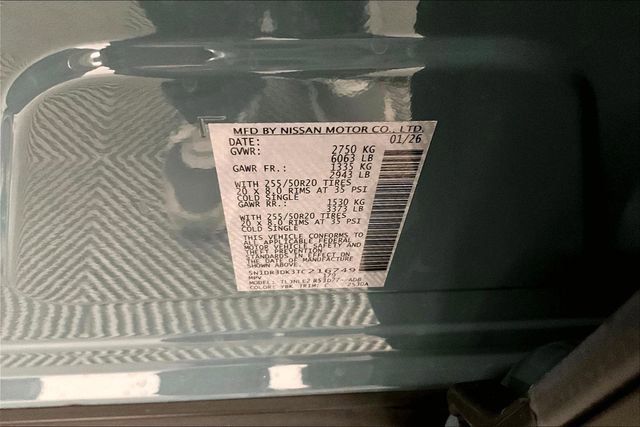 MFD BY NISSAN MOTOR CO., LTD.
DATE: 01/26
GVWR: 2750 KG
6063 LB
GAWR FR.: 1335 KG
2943 LB
WITH 255/50R20 TIRES
20 x 8.0 RIMS AT 35 PSI
COLD SINGLE
GAWR RR.: 1530 KG
3373 LB
WITH 255/50R20 TIRES
20 x 8.0 RIMS AT 35 PSI
COLD SINGLE
THIS VEHICLE CONFORMS TO
ALL APPLICABLE FEDERAL
MOTOR VEHICLE SAFETY AND
THEFT PREVENTION
STANDARDS IN EFFECT ON
THE DATE OF MANUFACTURE
SHOWN ABOVE.
5N1DR3DK3TC216749
MPV
MODEL:
COLOR: TRIM: